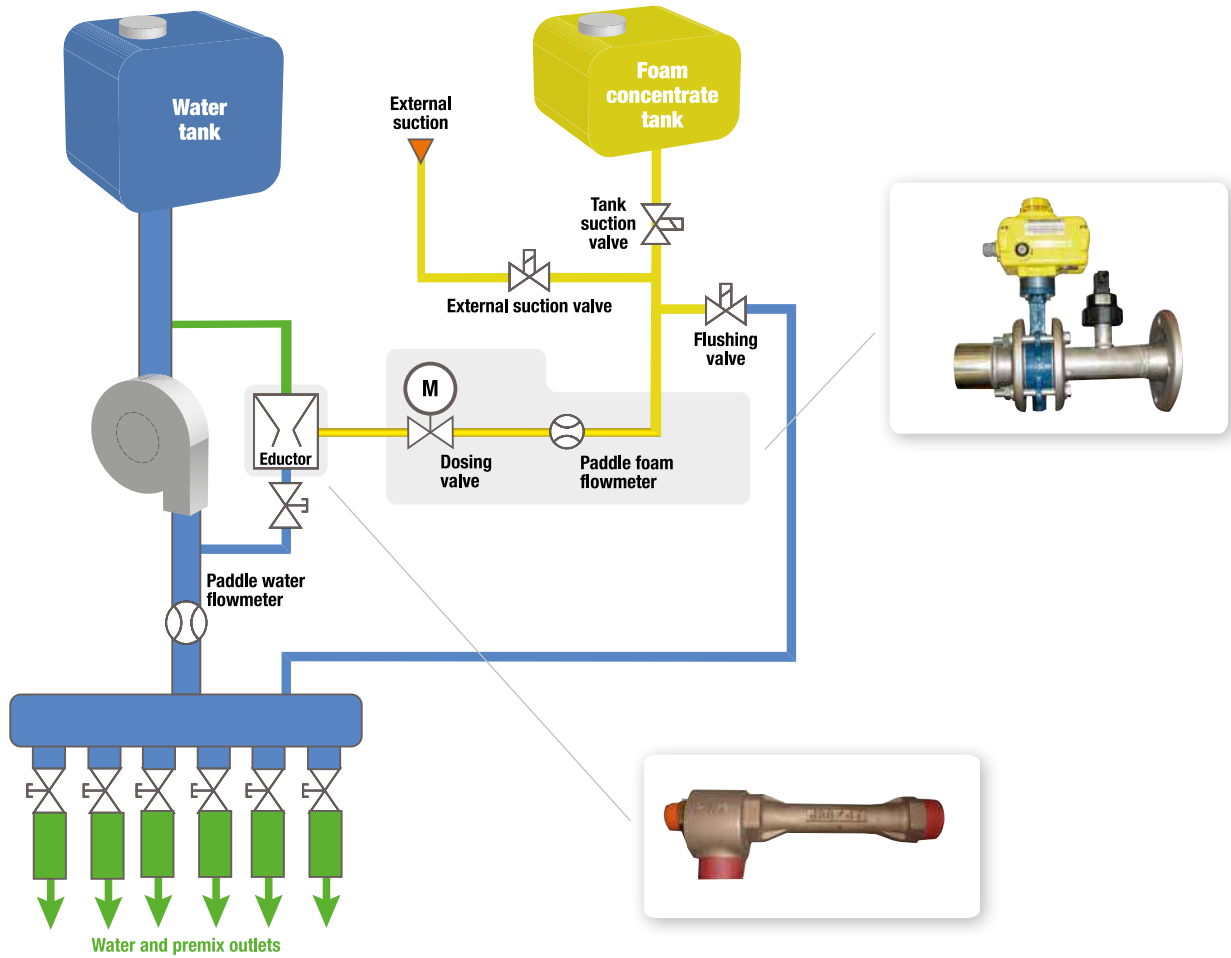 Water
tank
External
suction
Foam
concentrate
tank
Tank
suction
valve
External suction valve
Flushing
valve
M
Eductor
Dosing
valve
Paddle foam
flowmeter
Paddle water
flowmeter
Water and premix outlets